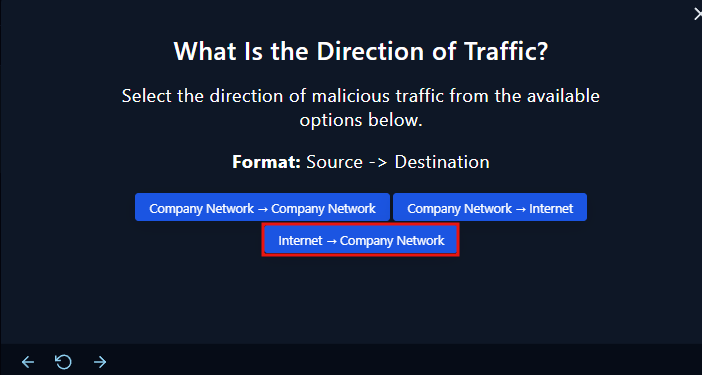 What Is the Direction of Traffic?
Select the direction of malicious traffic from the available
options below.
Format: Source -> Destination
Company Network → Company Network
Company Network → Internet
Internet → Company Network